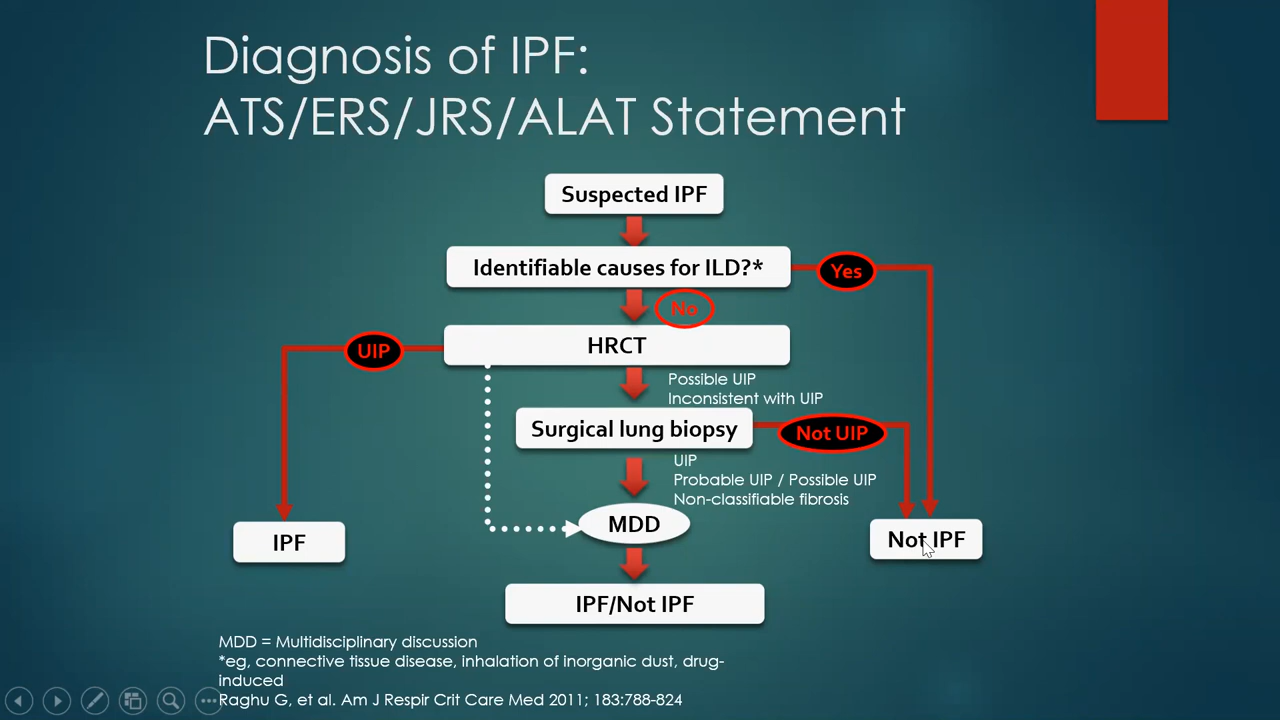 Diagnosis of IPF:
ATS/ERS/JRS/ALAT Statement
Suspected IPF
Identifiable causes for ILD?*
Yes
No
HRCT
UIP
Possible UIP
Inconsistent with UIP
Surgical lung biopsy
Not UIP
UIP
Probable UIP / Possible UIP
Non-classifiable fibrosis
MDD
IPF
Not IPF
IPF/Not IPF
MDD = Multidisciplinary discussion
*eg, connective tissue disease, inhalation of inorganic dust, drug-
induced
Raghu G, et al. Am J Respir Crit Care Med 2011; 183:788-824